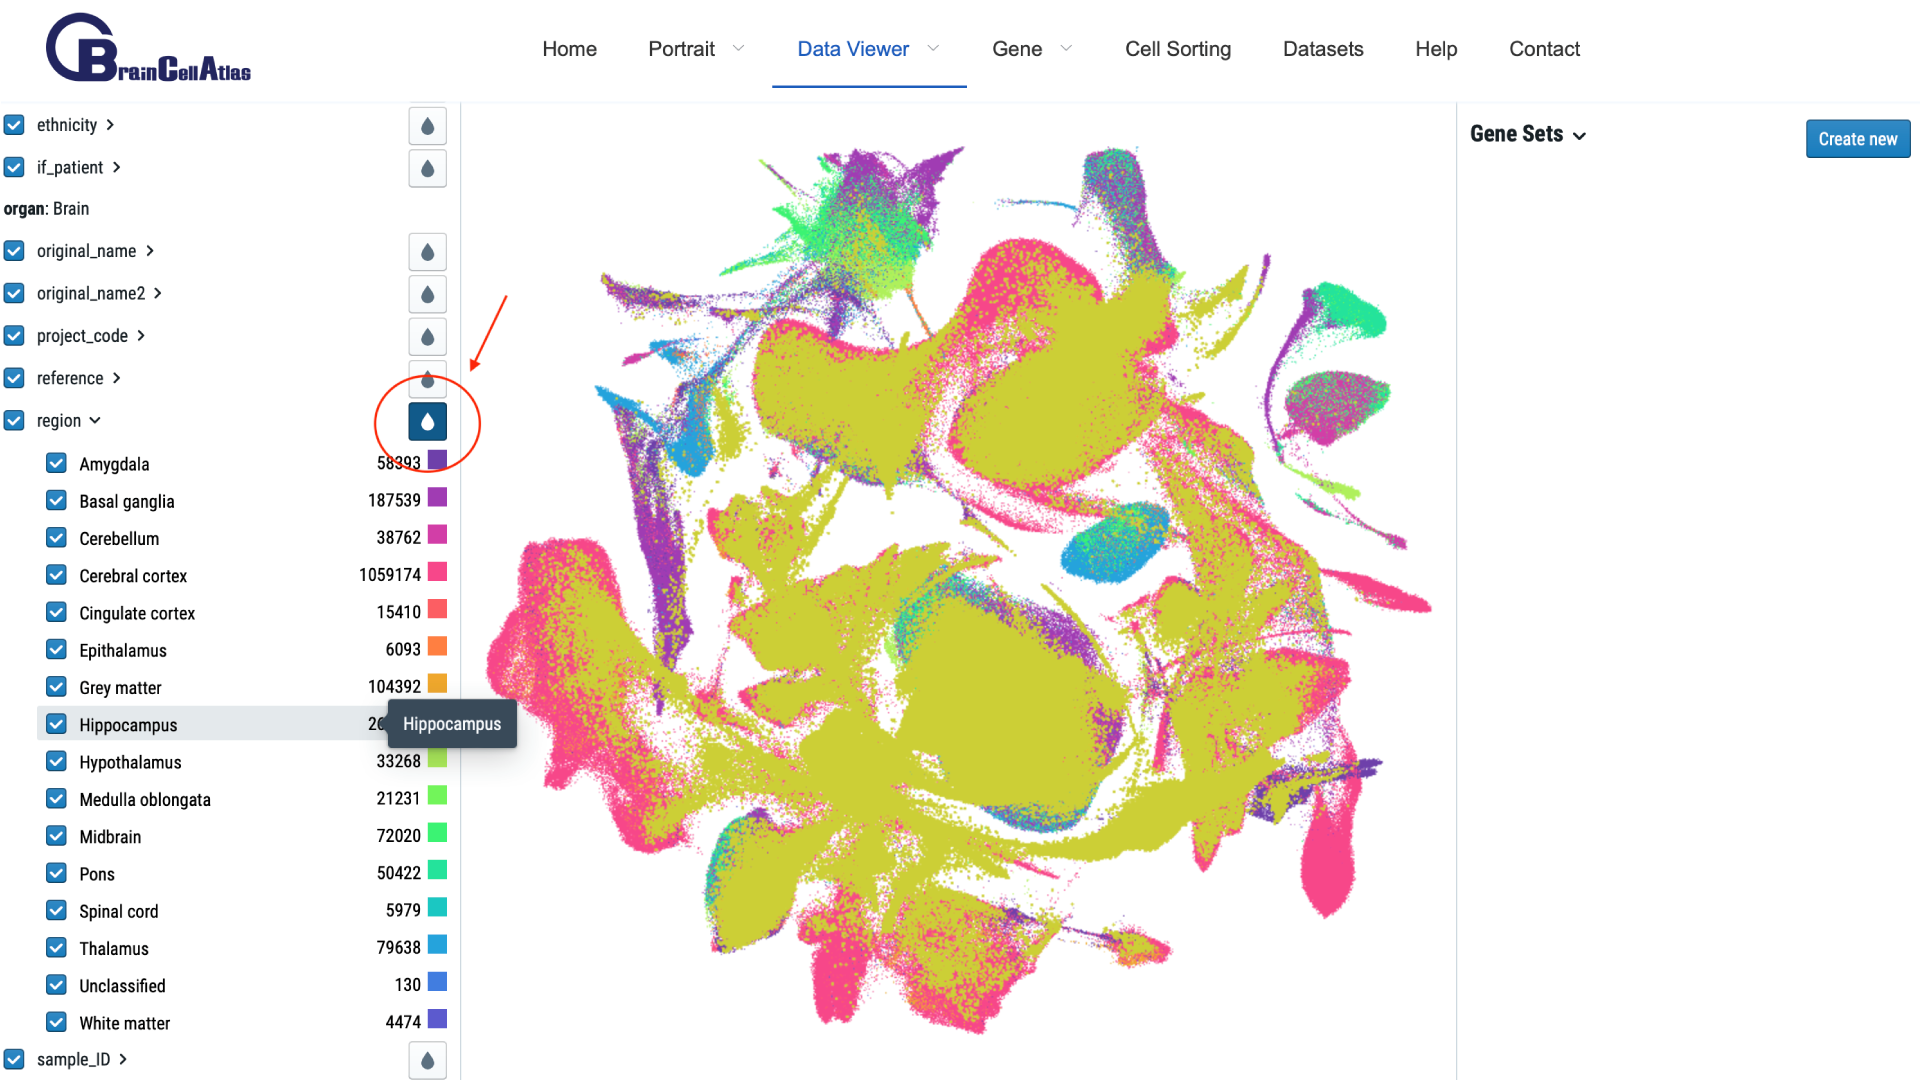 BrainCellAtlas
Home Portrait Data Viewer Gene Cell Sorting Datasets Help Contact
ethnicity
if_patient
organ: Brain
original_name
original_name2
project_code
reference
region
Amygdala 58393
Basal ganglia 187539
Cerebellum 38762
Cerebral cortex 1059174
Cingulate cortex 15410
Epithalamus 6093
Grey matter 104392
Hippocampus Hippocampus
Hypothalamus 33268
Medulla oblongata 21231
Midbrain 72020
Pons 50422
Spinal cord 5979
Thalamus 79638
Unclassified 130
White matter 4474
sample_ID
Gene Sets
Create new